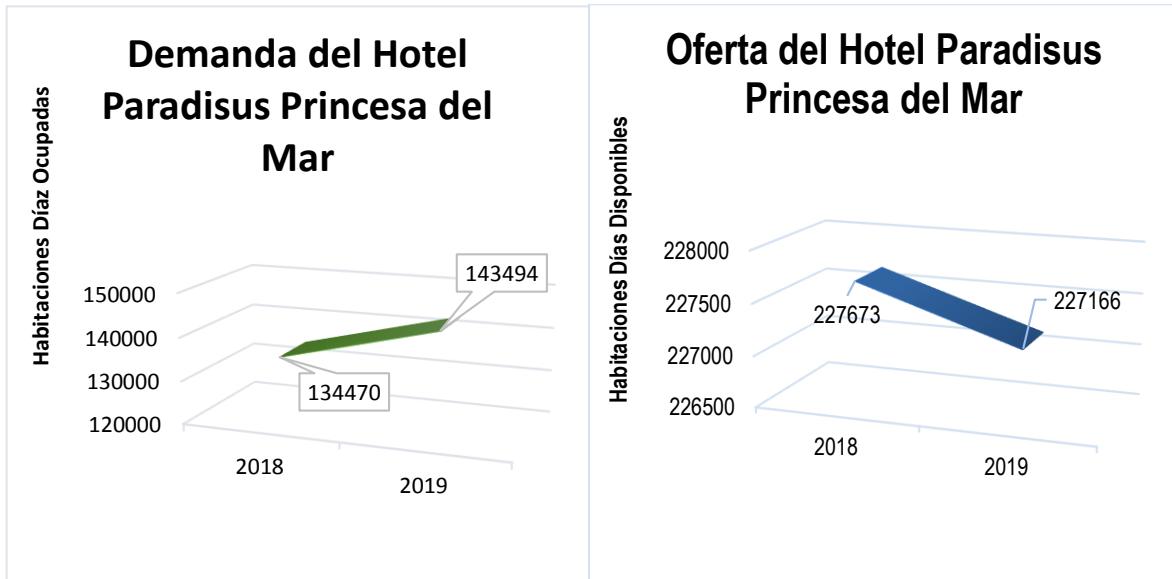 Demanda del Hotel
Paradisus Princesa del
Mar
Habitaciones Díaz Ocupadas
150000
140000
130000
120000
143494
134470
2018
2019
Oferta del Hotel Paradisus
Princesa del Mar
Habitaciones Días Disponibles
228000
227500
227000
226500
227673
227166
2018
2019